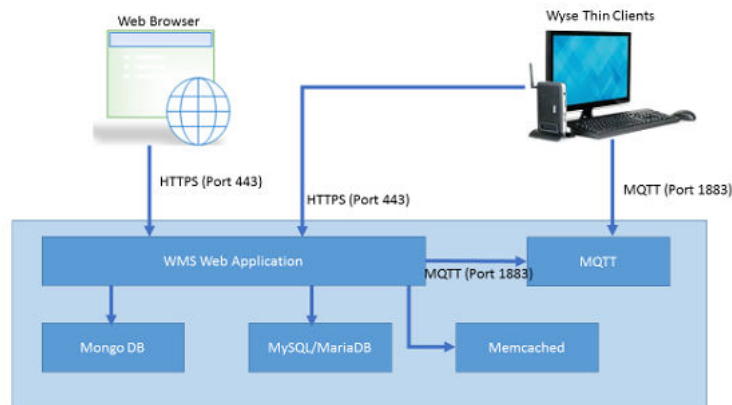 Web Browser
Wyse Thin Clients
HTTPS (Port 443)
HTTPS (Port 443)
MQTT (Port 1883)
WMS Web Application
MQTT (Port 1883)
MQTT
Mongo DB
MySQL/MariaDB
Memcached